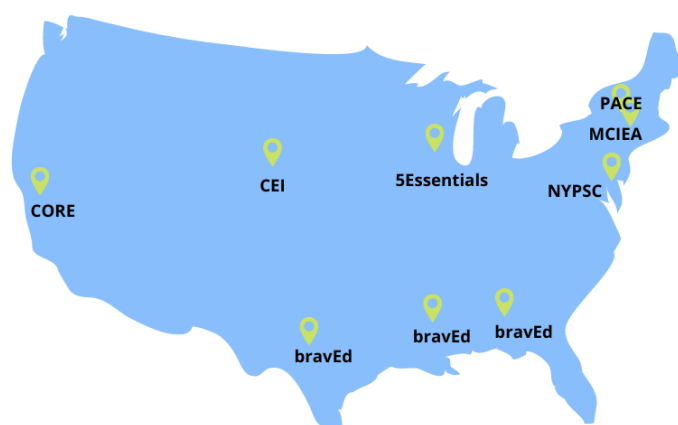 PACE
MCIEA
5Essentials
CEI
NYPSC
CORE
bravEd
bravEd
bravEd